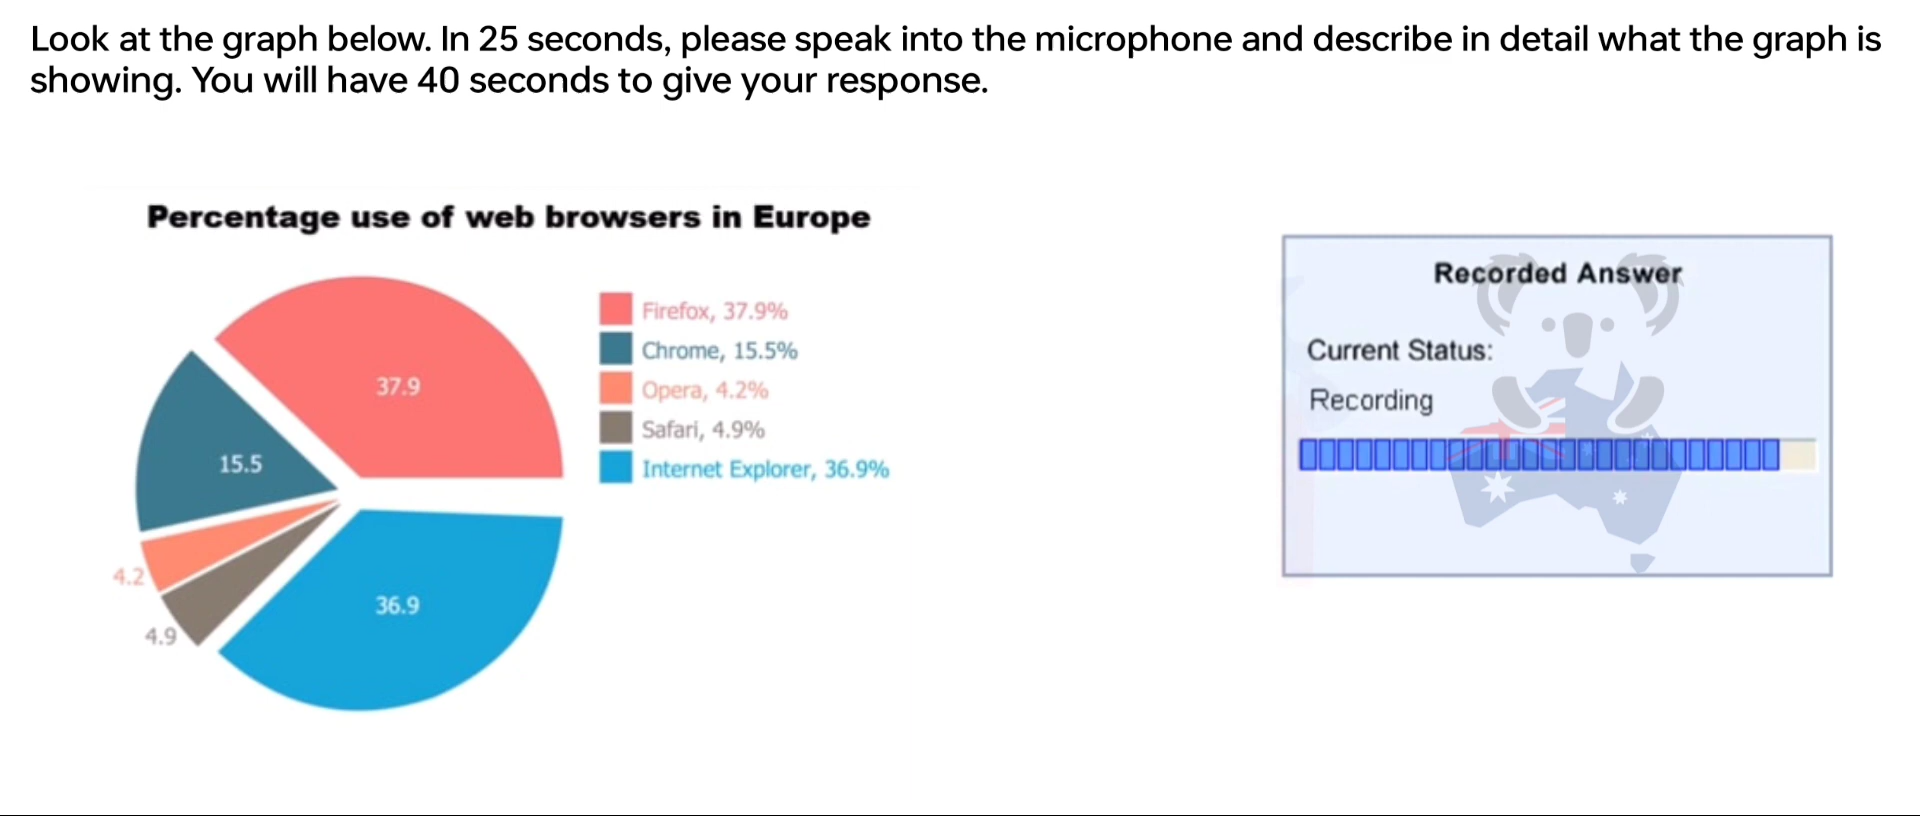 Look at the graph below. In 25 seconds, please speak into the microphone and describe in detail what the graph is
showing. You will have 40 seconds to give your response.
Percentage use of web browsers in Europe
37.9
15.5
4.2
4.9
36.9
Firefox, 37.9%
Chrome, 15.5%
Opera, 4.2%
Safari, 4.9%
Internet Explorer, 36.9%
Recorded Answer
Current Status:
Recording